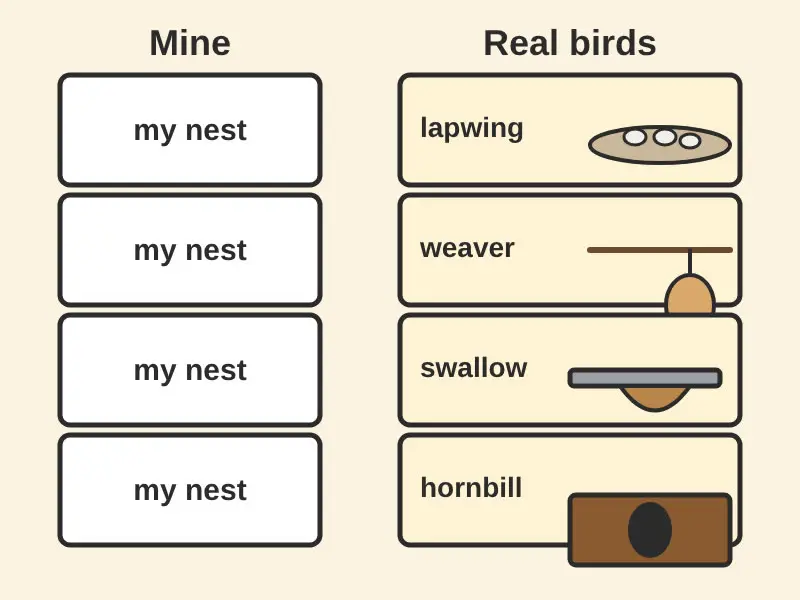 Mine
Real birds
my nest
lapwing
my nest
weaver
my nest
swallow
my nest
hornbill